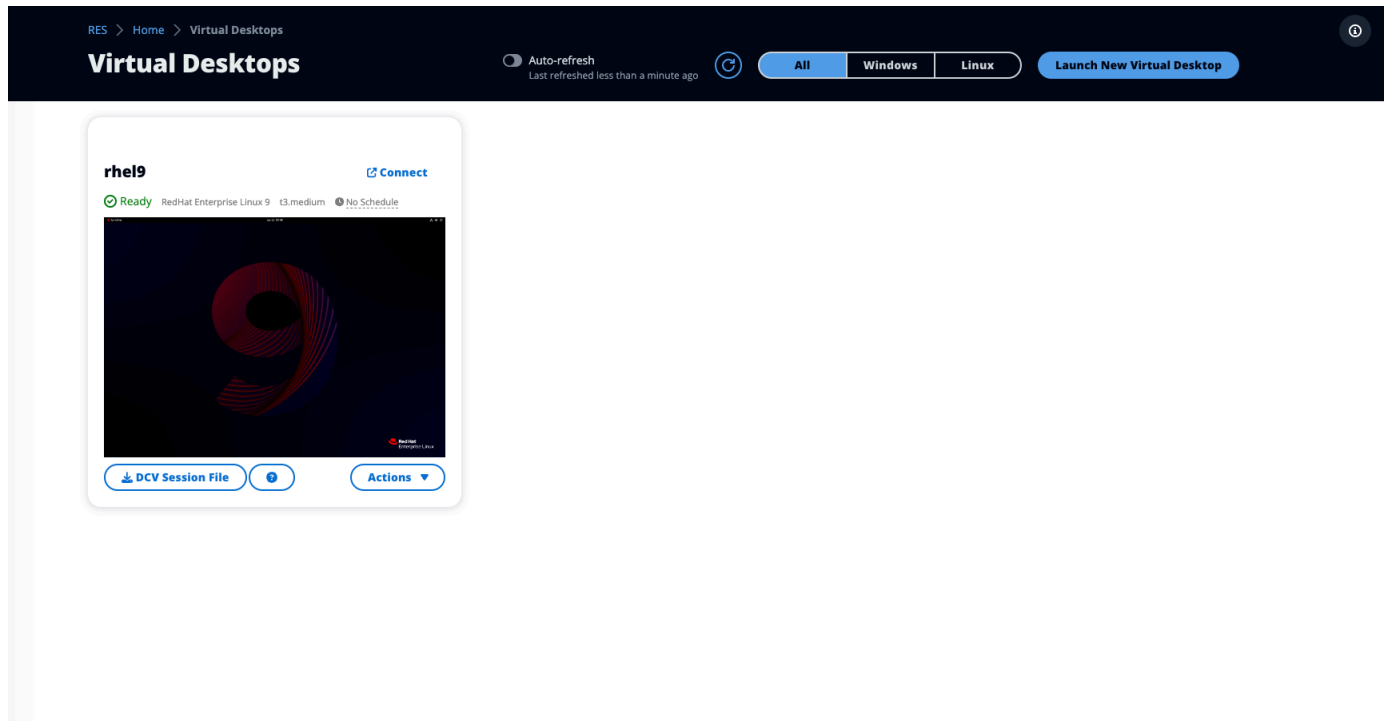 RES > Home > Virtual Desktops
Virtual Desktops
Auto-refresh
Last refreshed less than a minute ago
All
Windows
Linux
Launch New Virtual Desktop
rhel9
Connect
Ready RedHat Enterprise Linux 9 t3.medium No Schedule
Red Hat
Enterprise Linux
DCV Session File
Actions